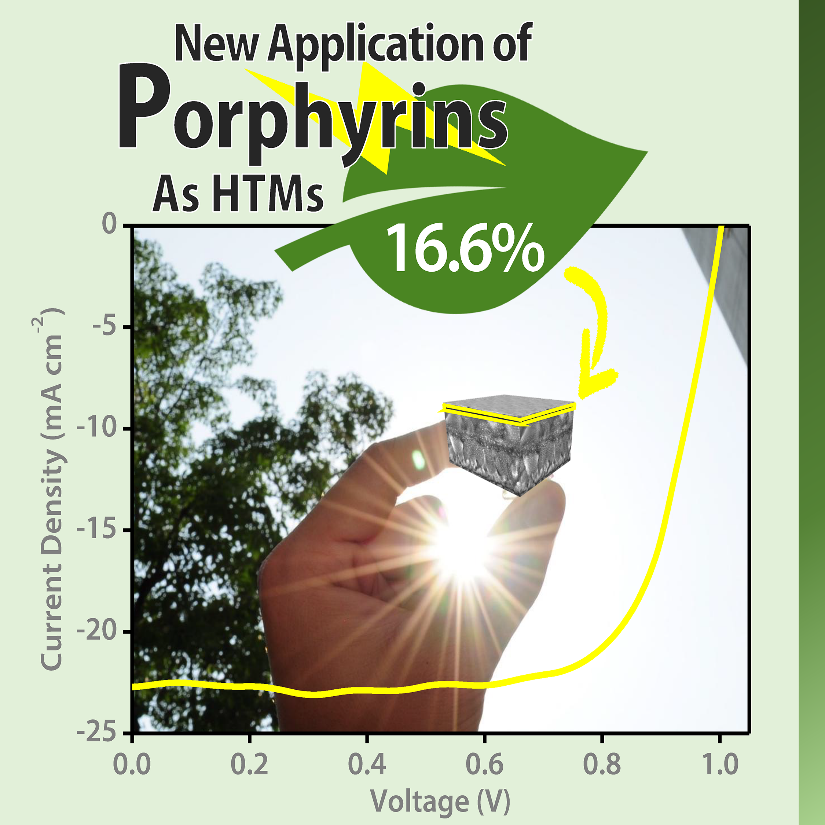 New Application of
Porphyrins
As HTMs
16.6%
0
-5
-10
-15
-20
-25
Current Density (mA cm⁻²)
0.0 0.2 0.4 0.6 0.8 1.0
Voltage (V)